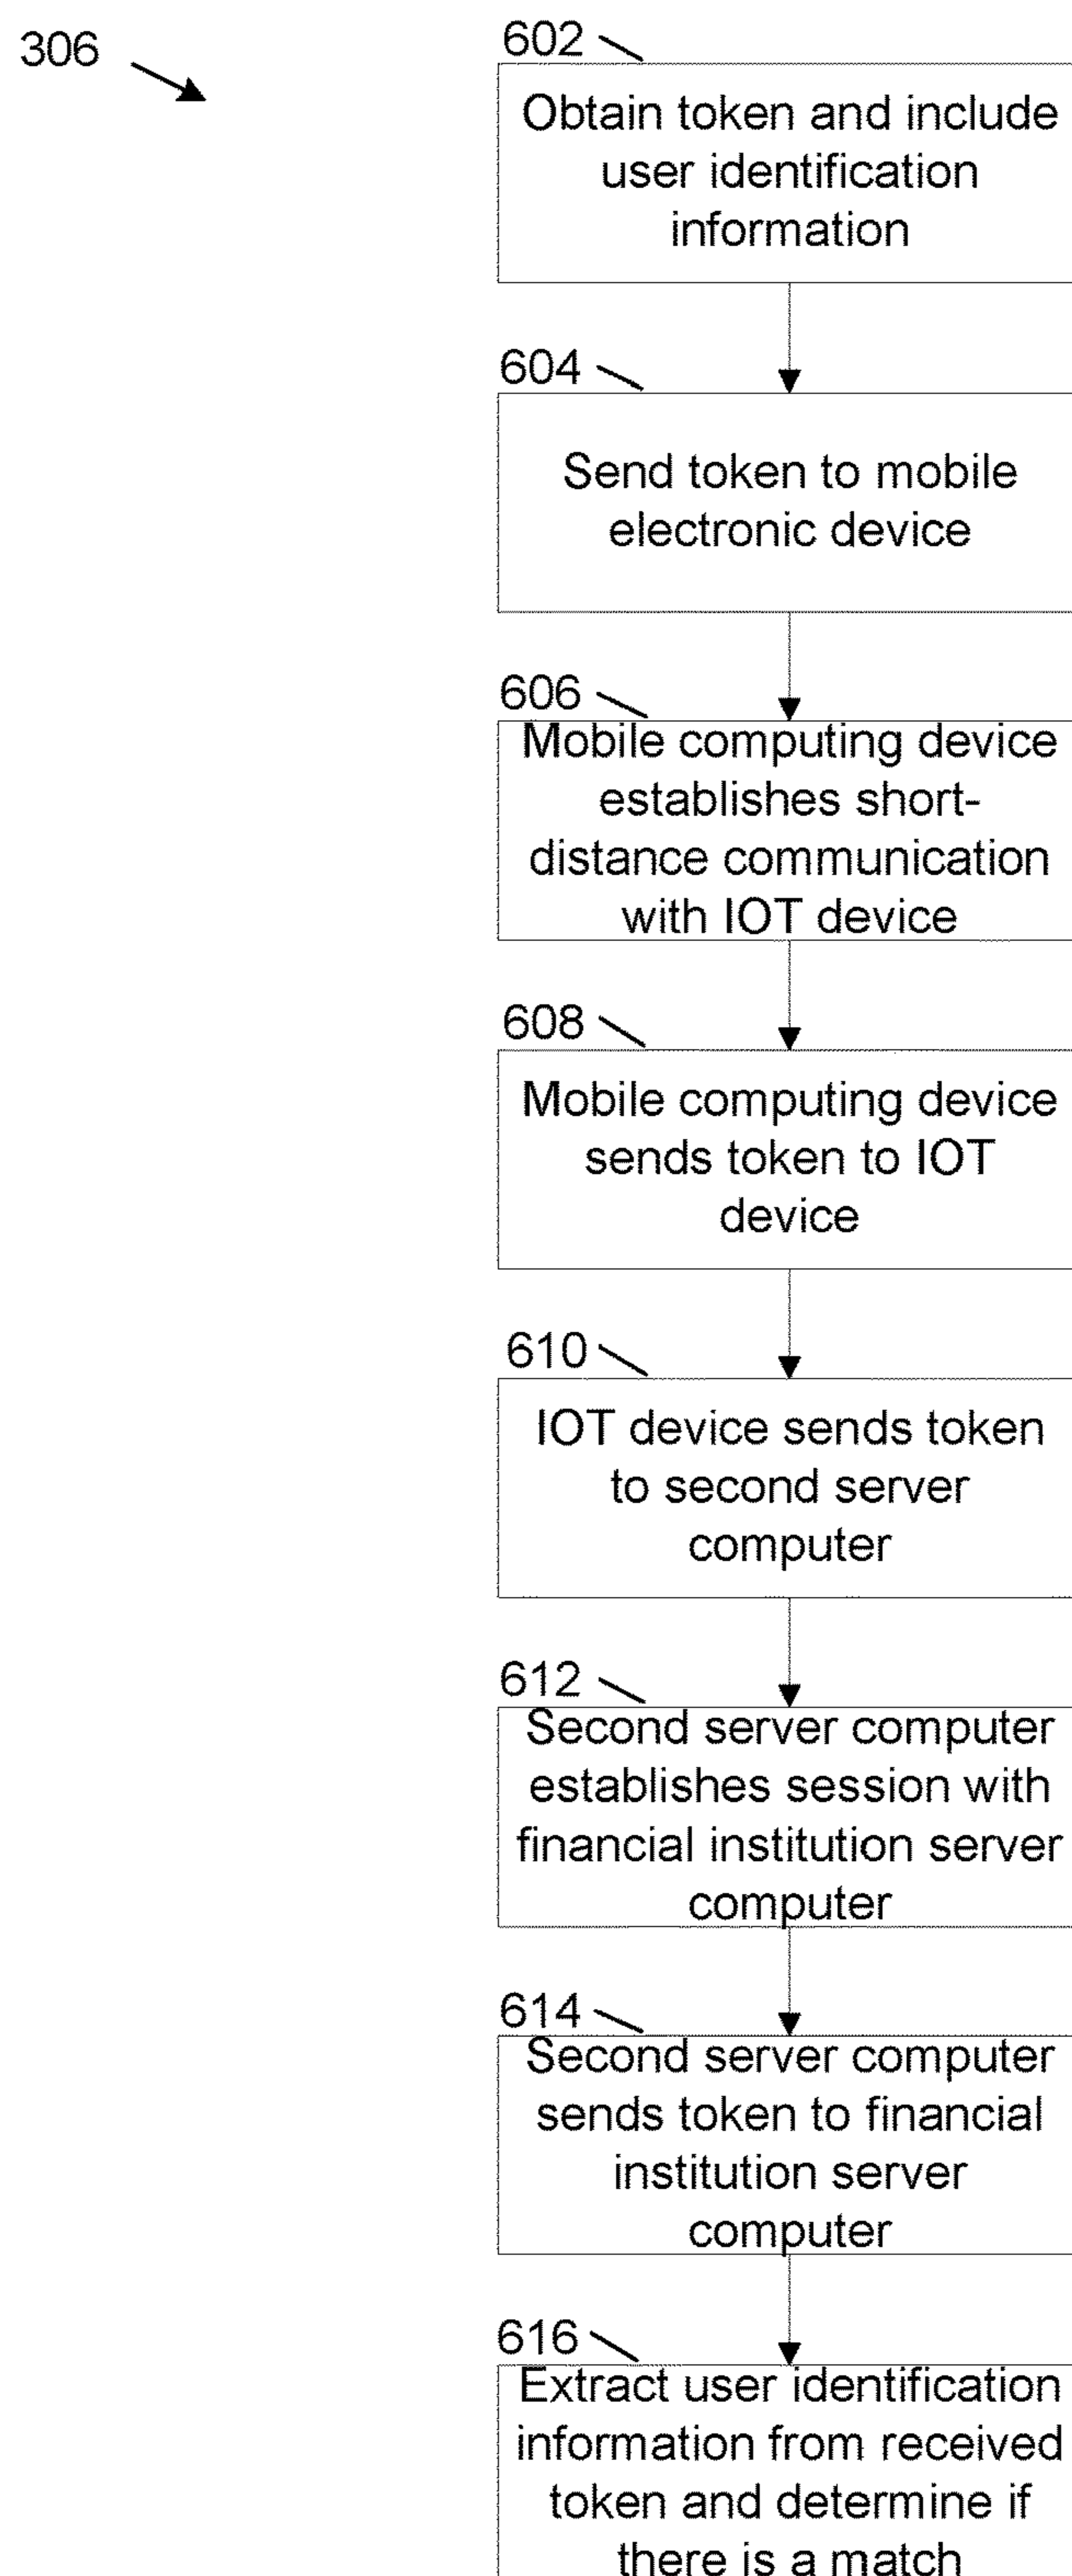 306
602
Obtain token and include
user identification
information
604
Send token to mobile
electronic device
606
Mobile computing device
establishes short-
distance communication
with IOT device
608
Mobile computing device
sends token to IOT
device
610
IOT device sends token
to second server
computer
612
Second server computer
establishes session with
financial institution server
computer
614
Second server computer
sends token to financial
institution server
computer
616
Extract user identification
information from received
token and determine if
there is a match